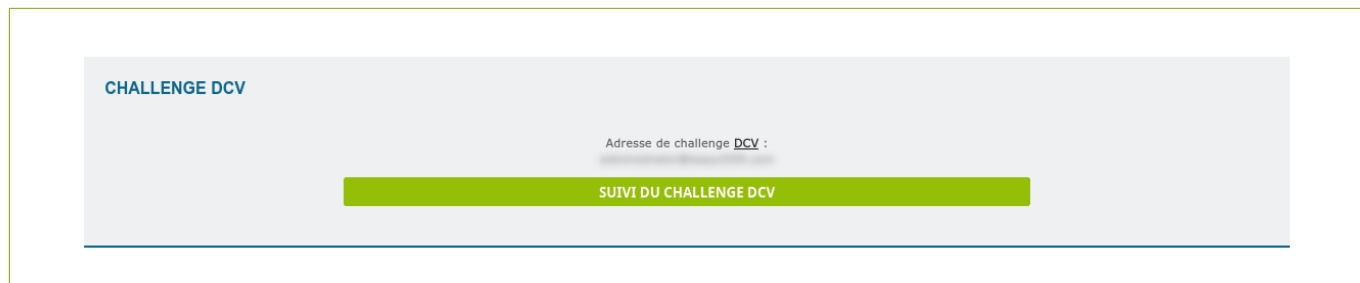 CHALLENGE DCV
Adresse de challenge DCV :
SUIVI DU CHALLENGE DCV